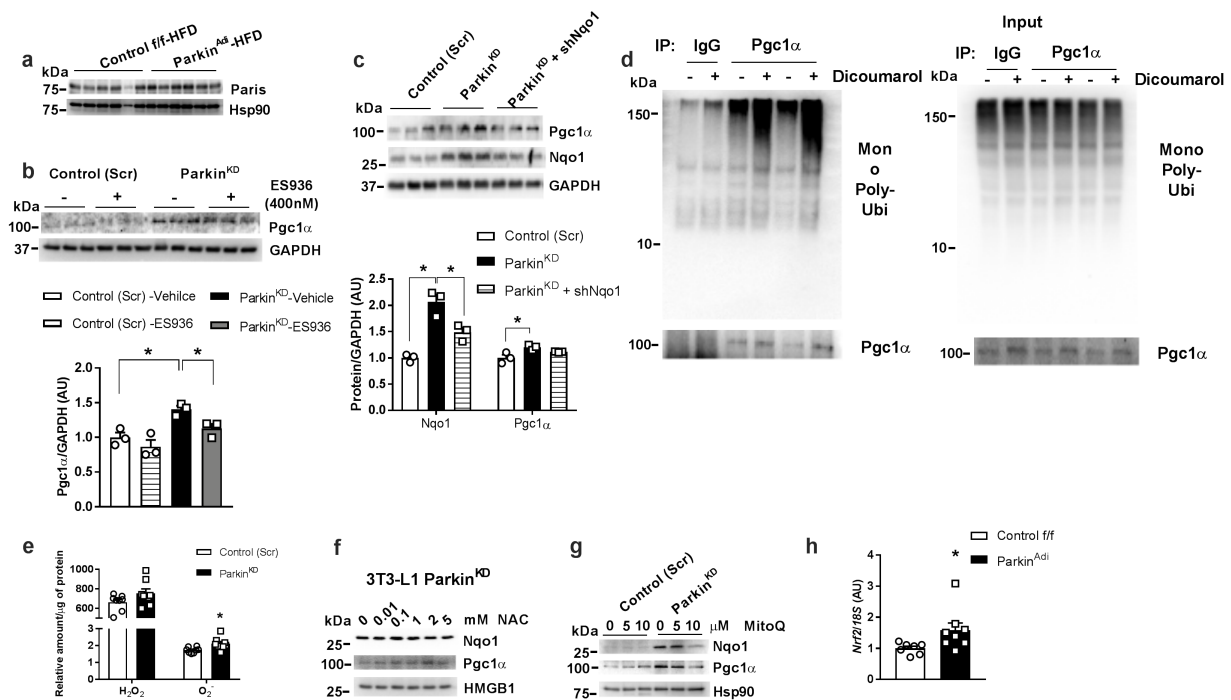 a
Control f/f-HFD
Parkin^Adi-HFD
kDa
75
Paris
75
Hsp90
b
Control (Scr)
Parkin^KD
- + - +
ES936
(400nM)
kDa
100
Pgc1α
37
GAPDH
Control (Scr) -Vehilce
Parkin^KD-Vehicle
Control (Scr) -ES936
Parkin^KD-ES936
Pgc1α/GAPDH (AU)
2.0
1.5
1.0
0.5
0.0
* *
c
Control (Scr)
Parkin^KD
Parkin^KD + shNqo1
kDa
100
Pgc1α
25
Nqo1
37
GAPDH
Control (Scr)
Parkin^KD
Parkin^KD + shNqo1
Protein/GAPDH (AU)
2.5
2.0
1.5
1.0
0.5
0.0
* * *
Nqo1 Pgc1α
d
IP: IgG Pgc1α
- + - + - + Dicoumarol
kDa
150
10
Mon
o
Poly-
Ubi
100
Pgc1α
Input
IP: IgG Pgc1α
- + - + - + Dicoumarol
kDa
150
10
Mono
Poly-
Ubi
100
Pgc1α
e
Control (Scr)
Parkin^KD
Relative amount/µg of protein
1000
800
600
400
200
3
2
1
0
*
H2O2 O2·-
f
3T3-L1 Parkin^KD
kDa 0 0.01 0.1 1 2 5 mM NAC
25 Nqo1
100 Pgc1α
25 HMGB1
g
Control (Scr)
Parkin^KD
kDa 0 5 10 0 5 10 µM MitoQ
25 Nqo1
100 Pgc1α
75 Hsp90
h
Control f/f
Parkin^Adi
Nrf2/18S (AU)
4
3
2
1
0
*